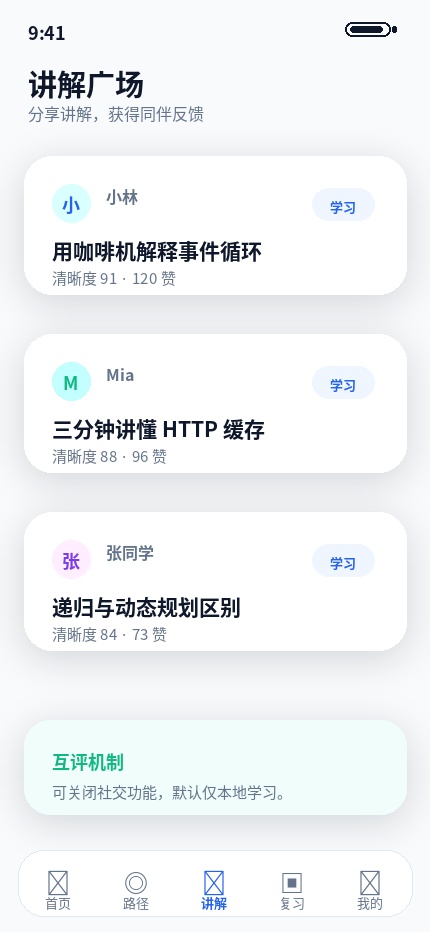 9:41
讲解广场
分享讲解，获得同伴反馈
小 小林 学习
用咖啡机解释事件循环
清晰度 91 · 120 赞
M Mia 学习
三分钟讲懂 HTTP 缓存
清晰度 88 · 96 赞
张 张同学 学习
递归与动态规划区别
清晰度 84 · 73 赞
互评机制
可关闭社交功能，默认仅本地学习。
首页 路径 讲解 复习 我的